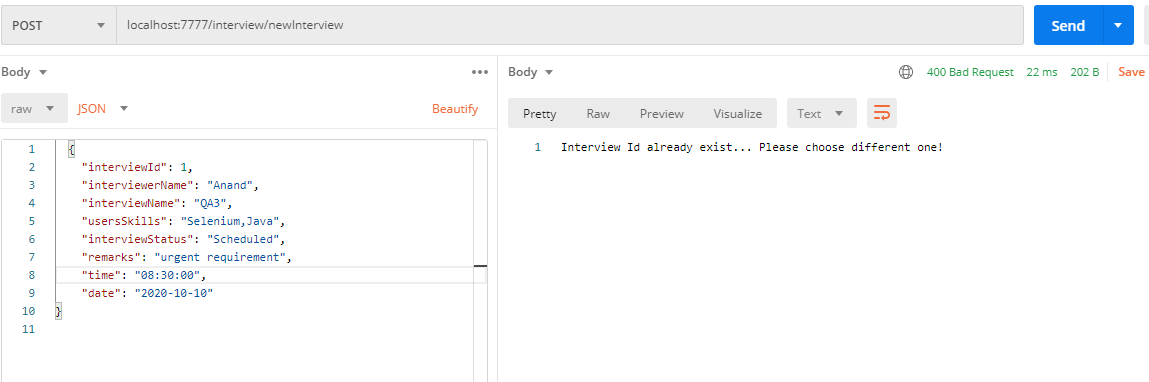 POST localhost:7777/interview/newInterview Send
Body ••• Body 400 Bad Request 22 ms 202 B Save
raw JSON Beautify Pretty Raw Preview Visualize Text
1 {
2 "interviewId": 1,
3 "interviewerName": "Anand",
4 "interviewName": "QA3",
5 "usersSkills": "Selenium,Java",
6 "interviewStatus": "Scheduled",
7 "remarks": "urgent requirement",
8 "time": "08:30:00",
9 "date": "2020-10-10"
10 }
11
1 Interview Id already exist... Please choose different one!